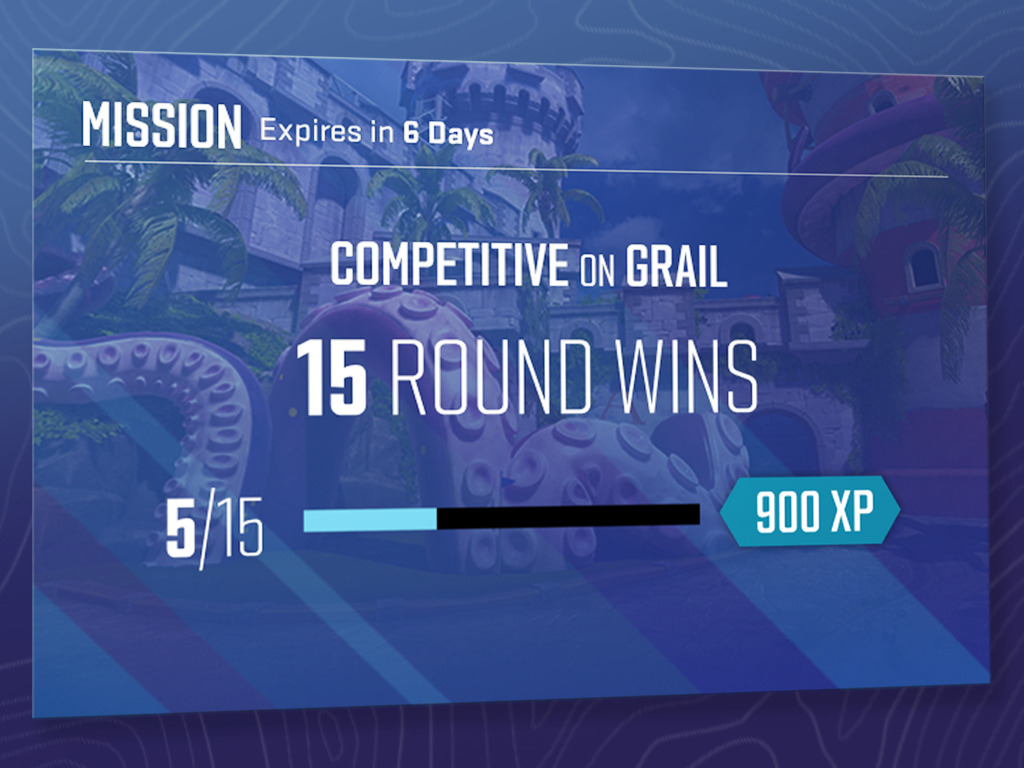 MISSION Expires in 6 Days
COMPETITIVE ON GRAIL
15 ROUND WINS
5/15
900 XP